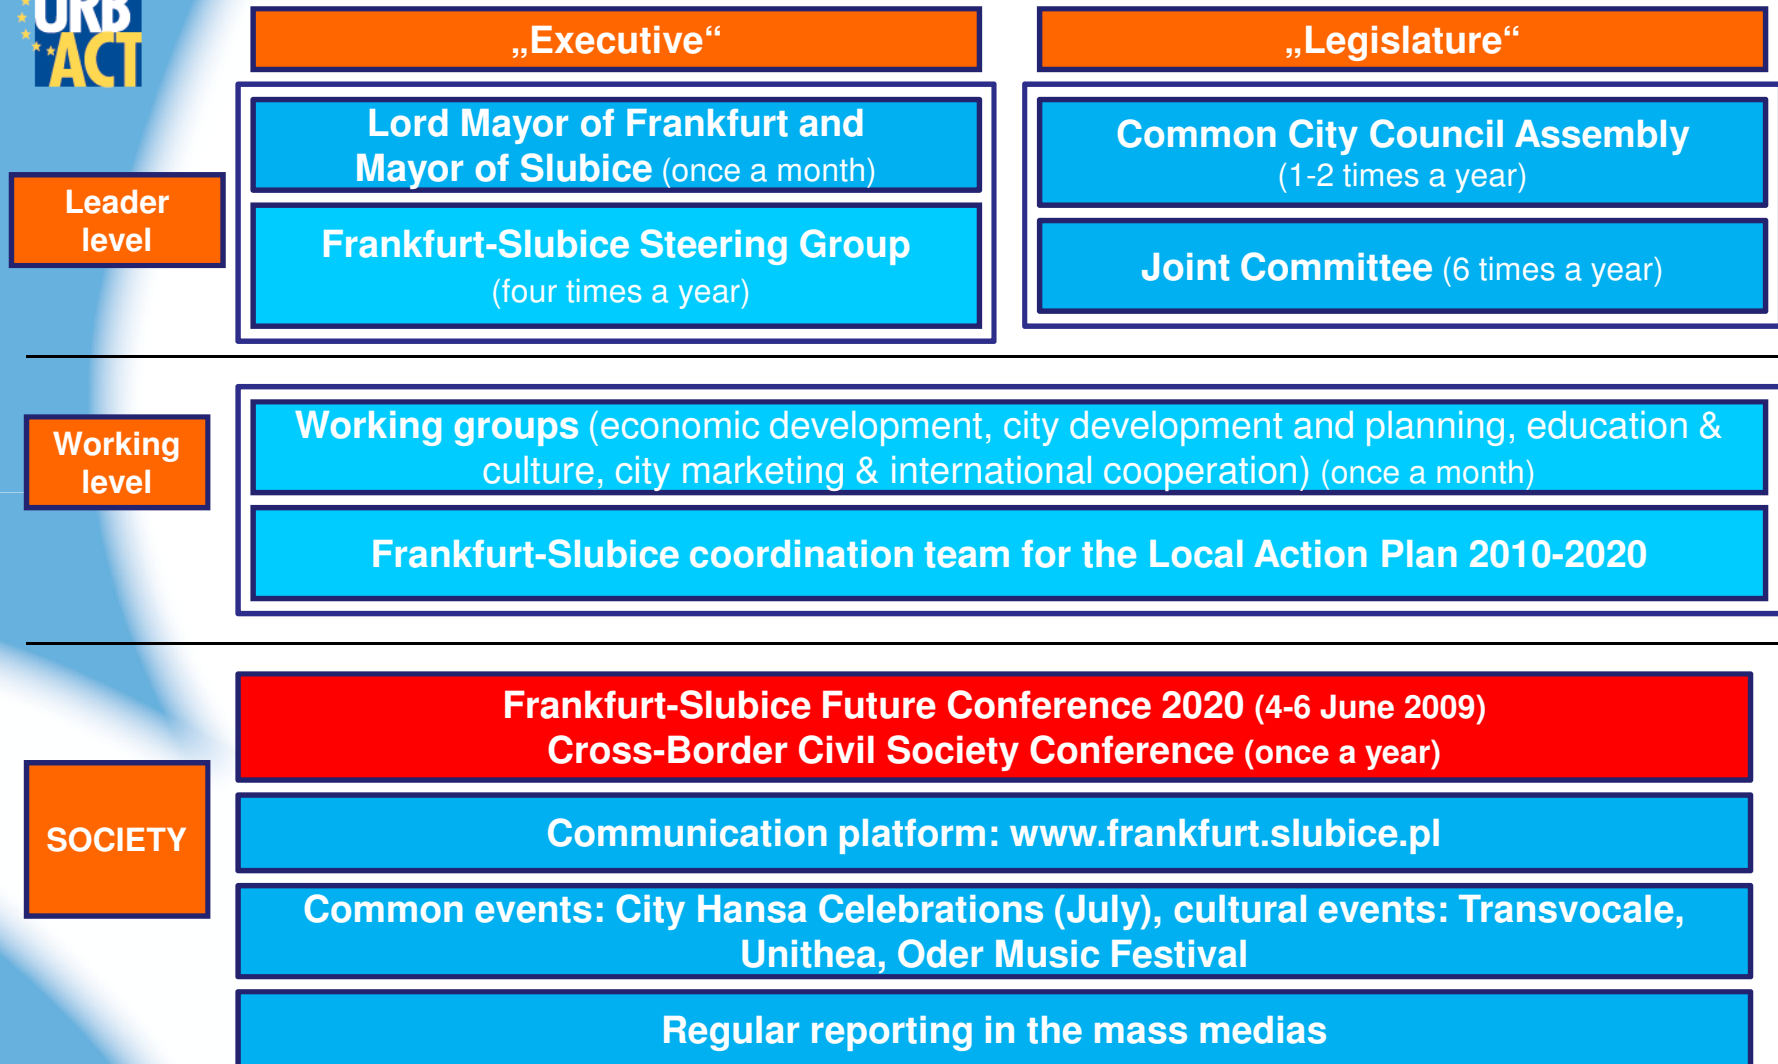 URB
ACT
„Executive“
„Legislature“
Leader
level
Lord Mayor of Frankfurt and
Mayor of Slubice (once a month)
Frankfurt-Slubice Steering Group
(four times a year)
Common City Council Assembly
(1-2 times a year)
Joint Committee (6 times a year)
Working
level
Working groups (economic development, city development and planning, education &
culture, city marketing & international cooperation) (once a month)
Frankfurt-Slubice coordination team for the Local Action Plan 2010-2020
SOCIETY
Frankfurt-Slubice Future Conference 2020 (4-6 June 2009)
Cross-Border Civil Society Conference (once a year)
Communication platform: www.frankfurt.slubice.pl
Common events: City Hansa Celebrations (July), cultural events: Transvocale,
Unithea, Oder Music Festival
Regular reporting in the mass medias